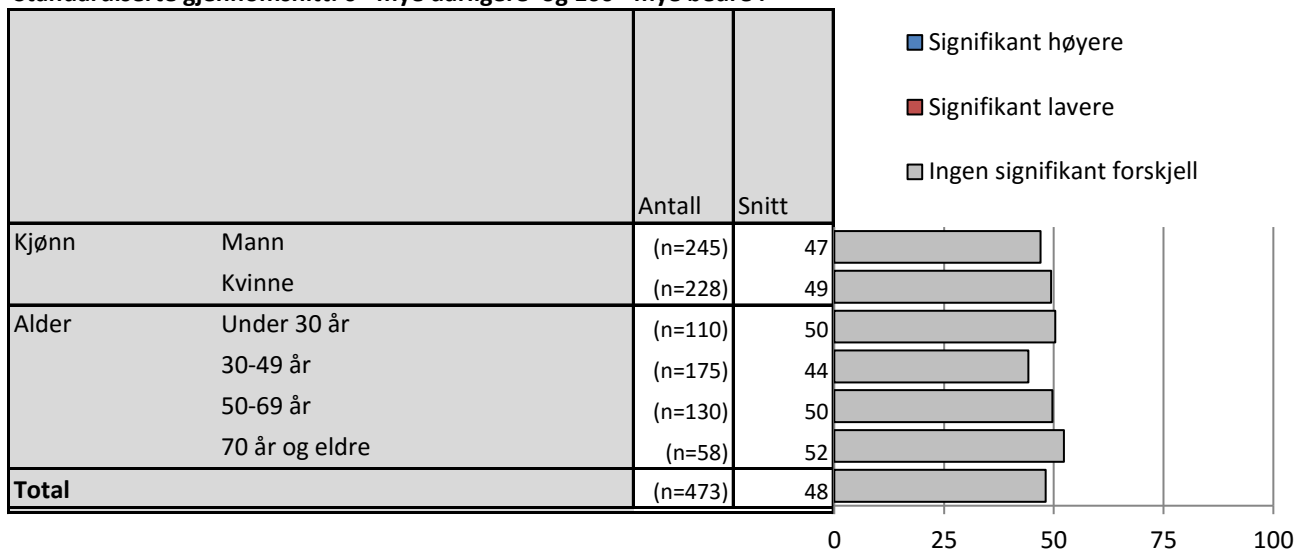 Signifikant høyere
Signifikant lavere
Ingen signifikant forskjell
Antall Snitt
Kjønn Mann (n=245) 47
Kvinne (n=228) 49
Alder Under 30 år (n=110) 50
30-49 år (n=175) 44
50-69 år (n=130) 50
70 år og eldre (n=58) 52
Total (n=473) 48
0 25 50 75 100